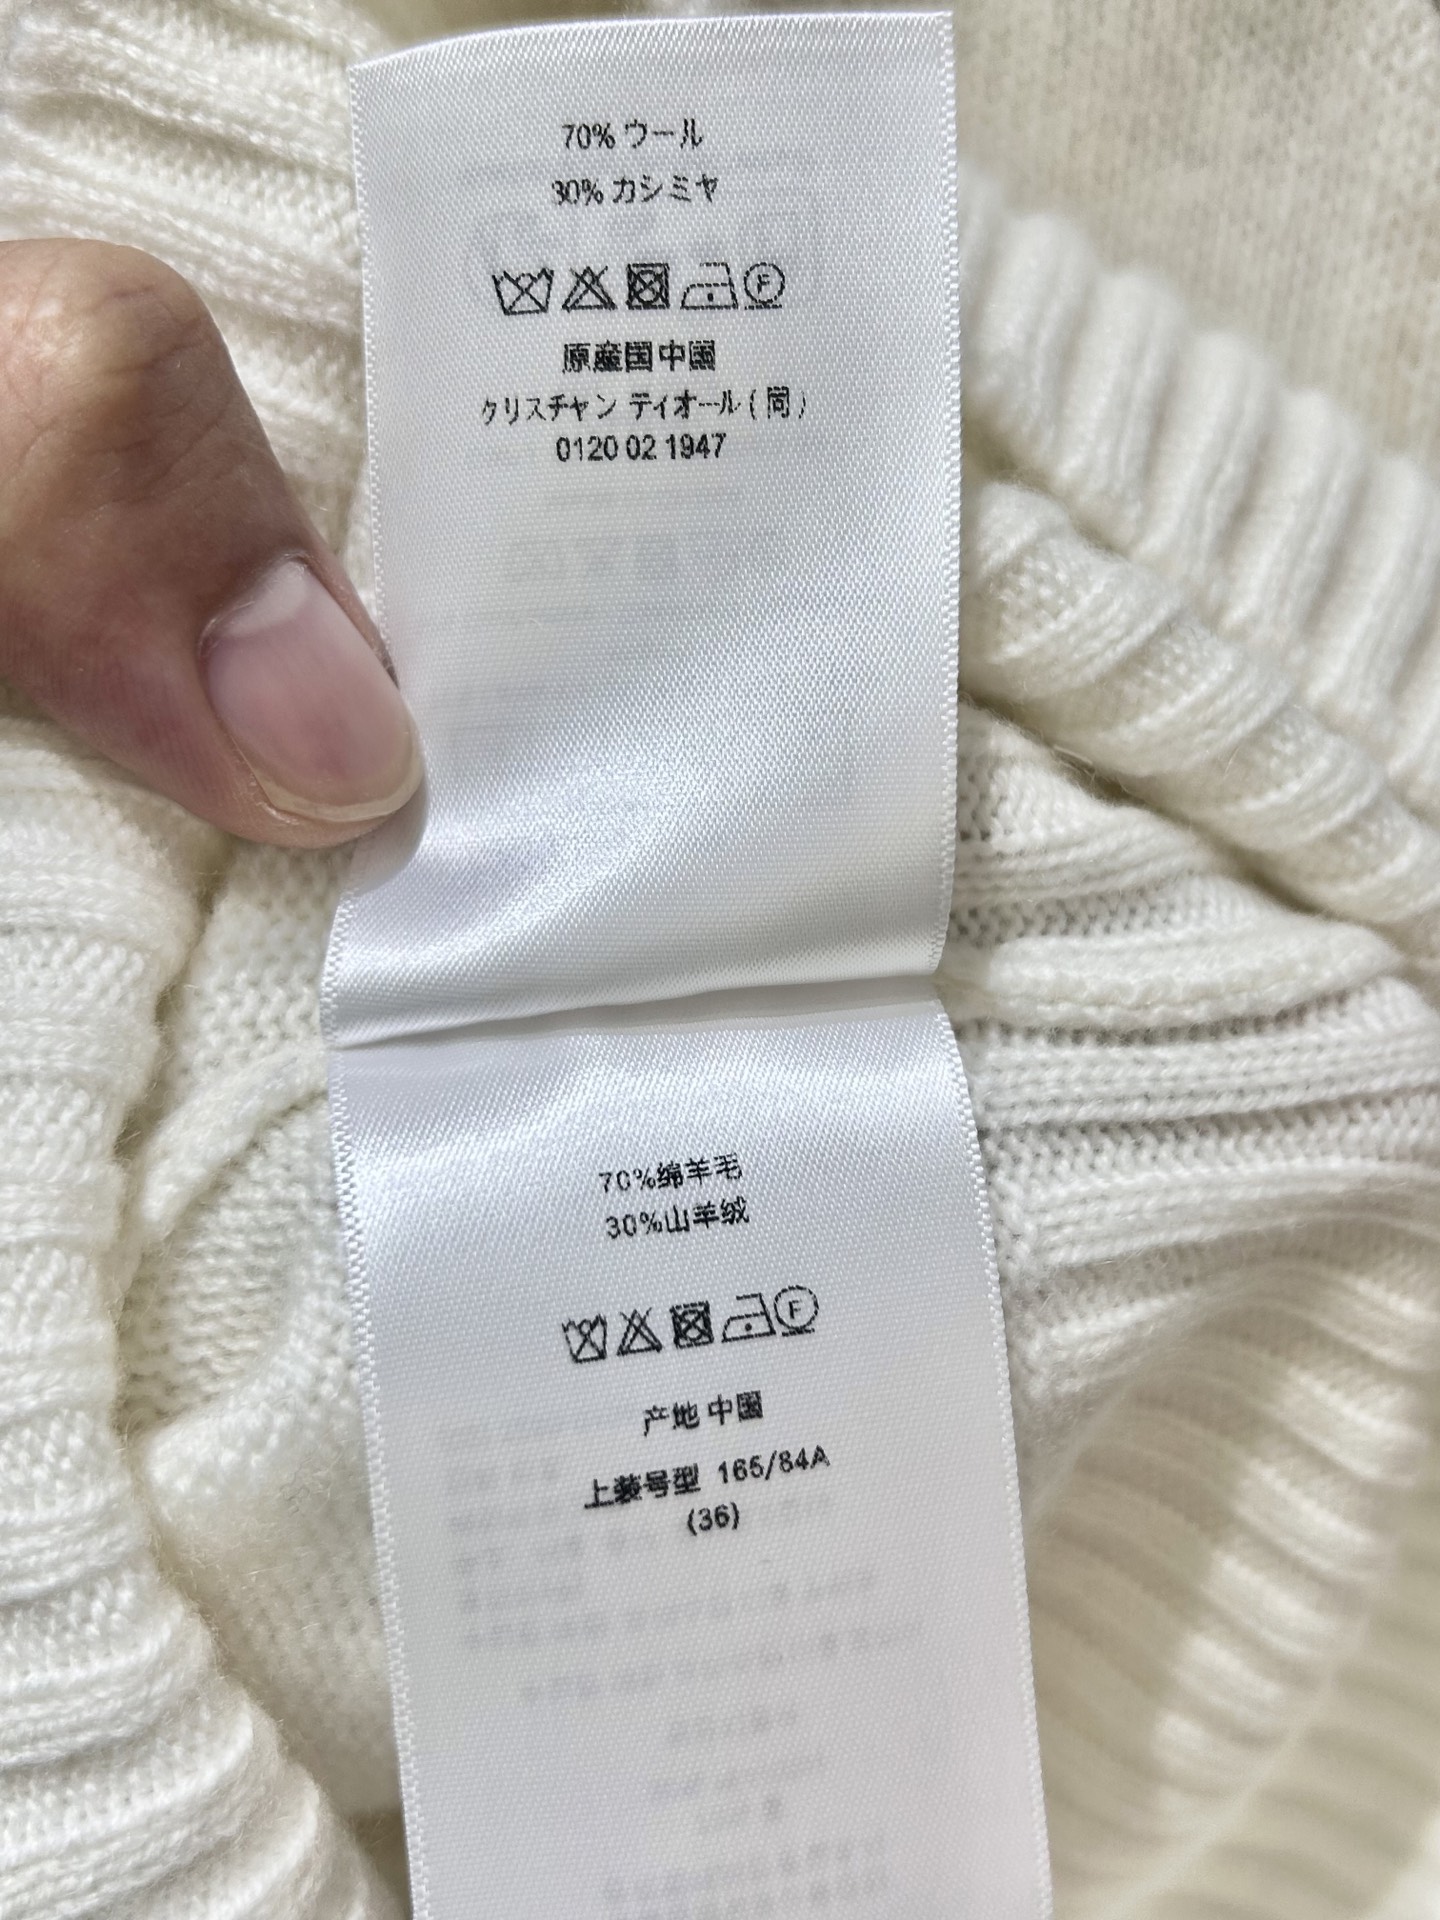 70% ウール
30% カシミヤ
F
原産国中国
クリスチャン ディオール (同)
0120 02 1947
70%绵羊毛
30%山羊绒
F
产地 中国
上装号型 165/84A
(36)